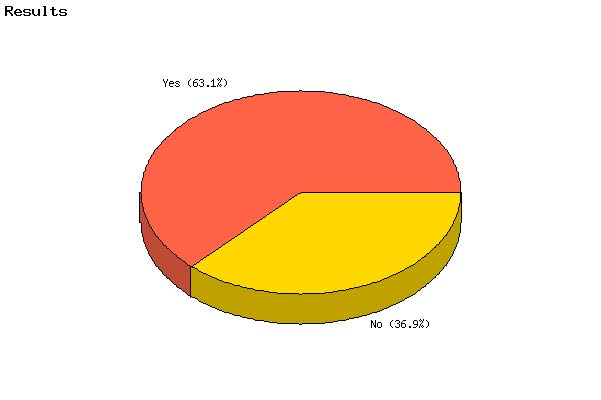 Results
Yes (63.1%)
No (36.9%)